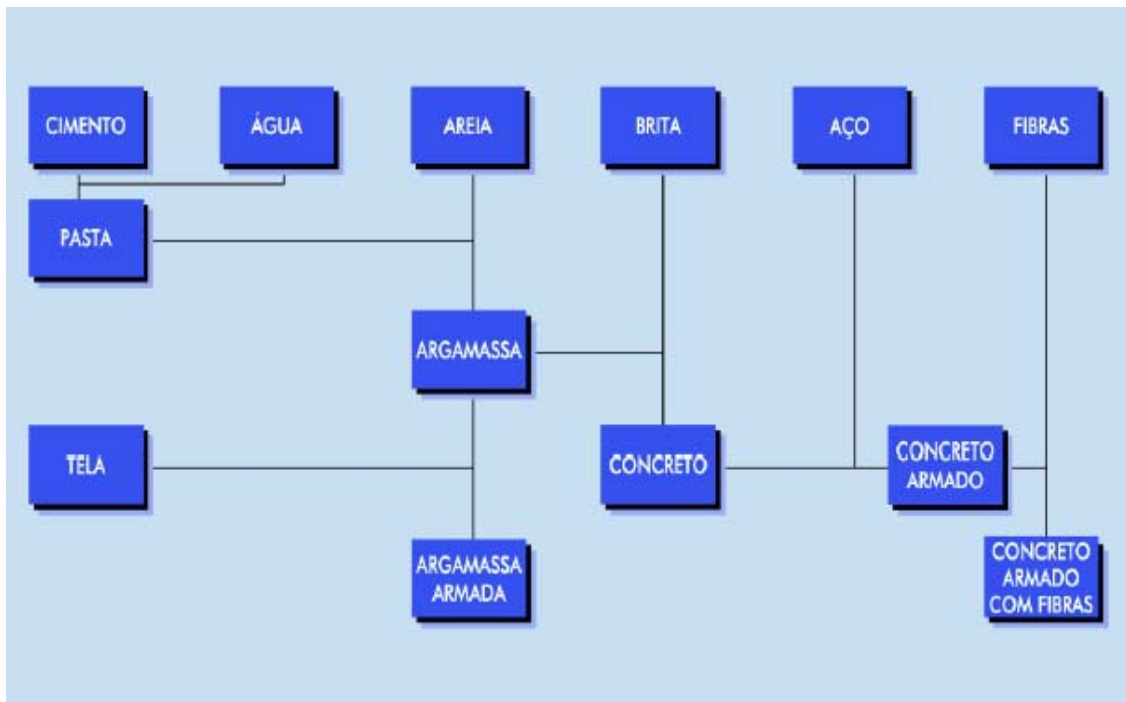 CIMENTO
ÁGUA
AREIA
BRITA
AÇO
FIBRAS
PASTA
ARGAMASSA
TELA
CONCRETO
CONCRETO
ARMADO
ARGAMASSA
ARMADA
CONCRETO
ARMADO
COM FIBRAS